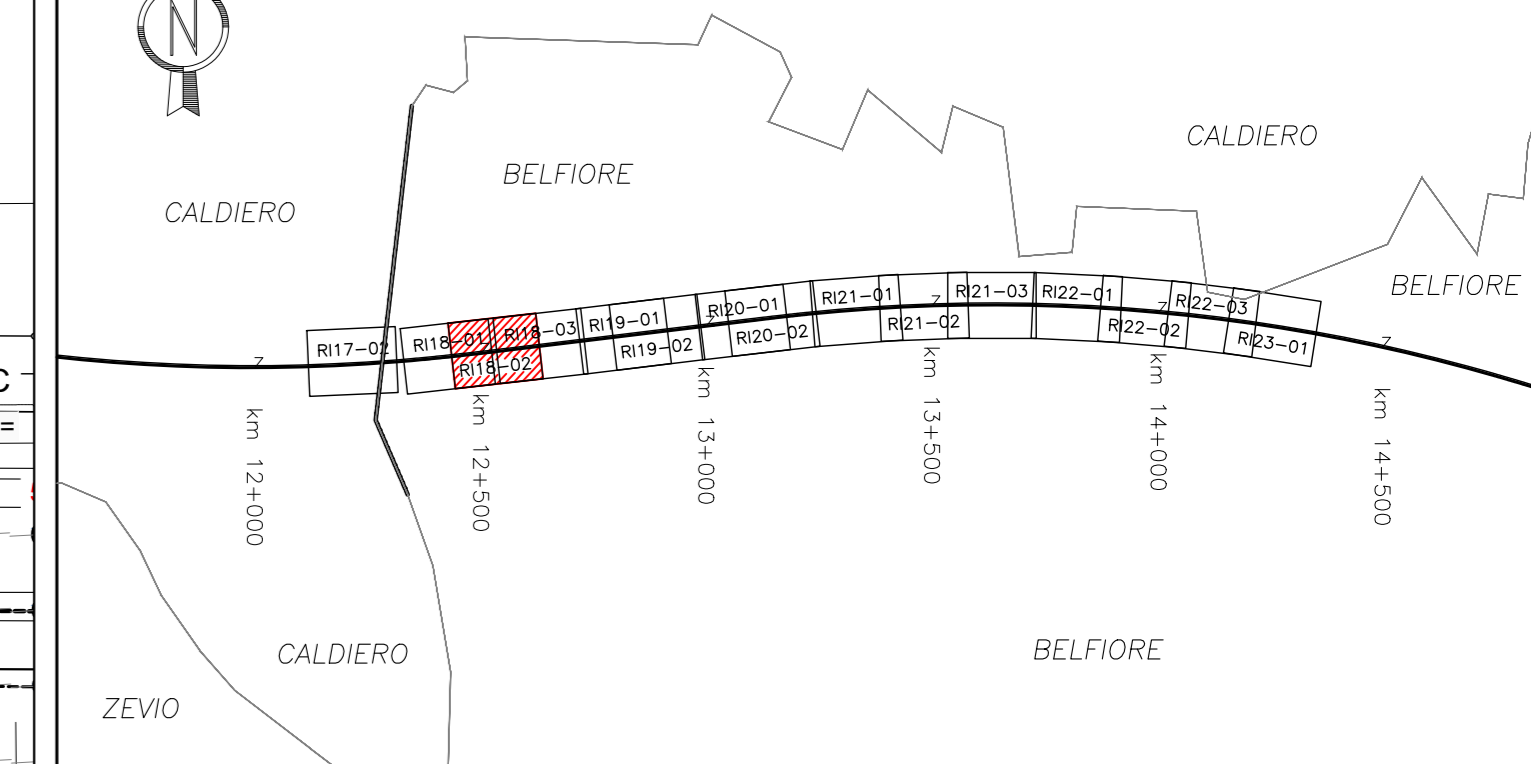 N
CALDIERO
BELFIORE
CALDIERO
BELFIORE
RI17-02
RI18-01
RI18-02
RI18-03
RI19-01
RI19-02
RI20-01
RI20-02
RI21-01
RI21-02
RI21-03
RI22-01
RI22-02
RI22-03
RI23-01
km 12+000
km 12+500
km 13+000
km 13+500
km 14+000
km 14+500
CALDIERO
ZEVIO
BELFIORE
=